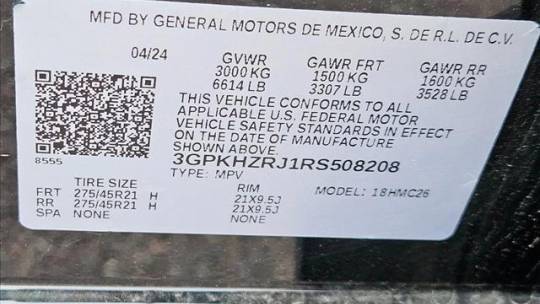 MFD BY GENERAL MOTORS DE MEXICO, S. DE R.L. DE C.V.
04/24 GVWR GAWR FRT GAWR RR
3000 KG 1500 KG 1600 KG
6614 LB 3307 LB 3528 LB
THIS VEHICLE CONFORMS TO ALL
APPLICABLE U.S. FEDERAL MOTOR
VEHICLE SAFETY STANDARDS IN EFFECT
ON THE DATE OF MANUFACTURE
SHOWN ABOVE.
8555 3GPKHZRJ1RS508208
TYPE: MPV
TIRE SIZE RIM MODEL: 18HMC26
FRT 275/45R21 H 21X9.5J
RR 275/45R21 H 21X9.5J
SPA NONE NONE